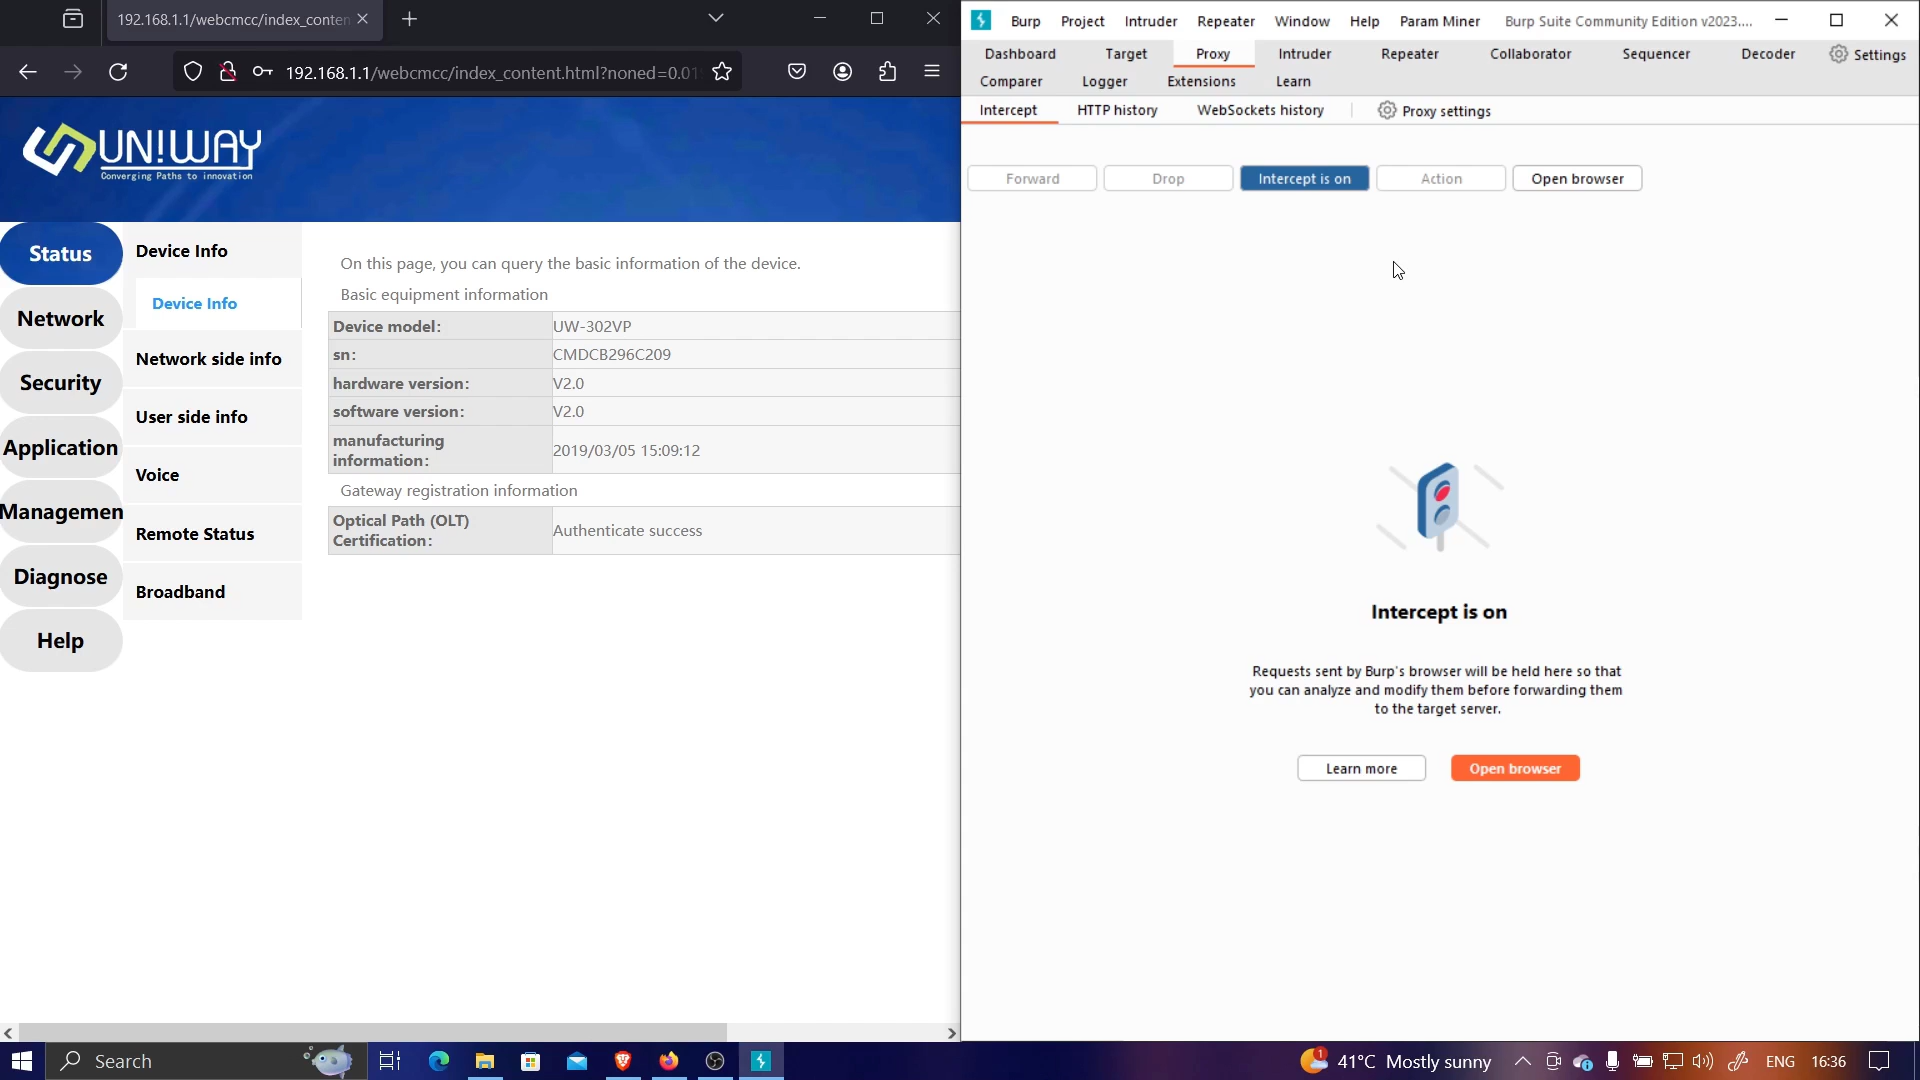 192.168.1.1/webcmcc/index_conten
192.168.1.1/webcmcc/index_content.html?noned=0.01
UN!WAY
Converging Paths to innovation
Status
Network
Security
Application
Managemen
Diagnose
Help
Device Info
Device Info
Network side info
User side info
Voice
Remote Status
Broadband
On this page, you can query the basic information of the device.
Basic equipment information
Device model: UW-302VP
sn: CMDCB296C209
hardware version: V2.0
software version: V2.0
manufacturing
information: 2019/03/05 15:09:12
Gateway registration information
Optical Path (OLT)
Certification: Authenticate success
Burp Project Intruder Repeater Window Help Param Miner Burp Suite Community Edition v2023....
Dashboard Target Proxy Intruder Repeater Collaborator Sequencer Decoder Settings
Comparer Logger Extensions Learn
Intercept HTTP history WebSockets history Proxy settings
Forward Drop Intercept is on Action Open browser
Intercept is on
Requests sent by Burp's browser will be held here so that
you can analyze and modify them before forwarding them
to the target server.
Learn more Open browser
Search
1
41°C Mostly sunny ENG 16:36